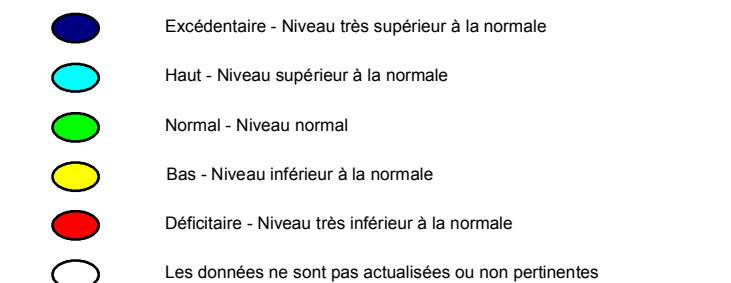 Excédentaire - Niveau très supérieur à la normale
Haut - Niveau supérieur à la normale
Normal - Niveau normal
Bas - Niveau inférieur à la normale
Déficitaire - Niveau très inférieur à la normale
Les données ne sont pas actualisées ou non pertinentes